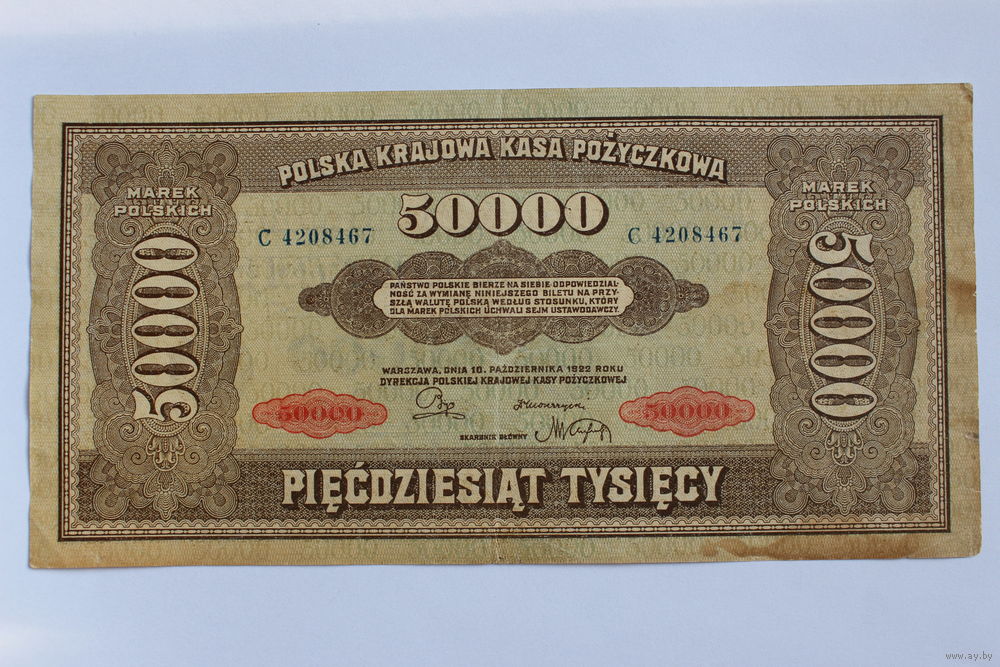 POLSKA KRAJOWA KASA POŻYCZKOWA
MAREK
POLSKICH
MAREK
POLSKICH
50000
C 4208467
C 4208467
50000
50000
PAŃSTWO POLSKIE BIERZE NA SIEBIE ODPOWIEDZIAL-
NOŚĆ ZA WYMIANĘ NINIEJSZEGO BILETU NA PRZY-
SZŁĄ WALUTĘ POLSKĄ WEDŁUG STOSUNKU, KTÓRY
DLA MAREK POLSKICH UCHWALI SEJM USTAWODAWCZY.
WARSZAWA, DNIA 10. PAŹDZIERNIKA 1922 ROKU
DYREKCJA POLSKIEJ KRAJOWEJ KASY POŻYCZKOWEJ
50000
50000
SKARBNIK GŁÓWNY
PIĘĆDZIESIĄT TYSIĘCY
www.ay.by